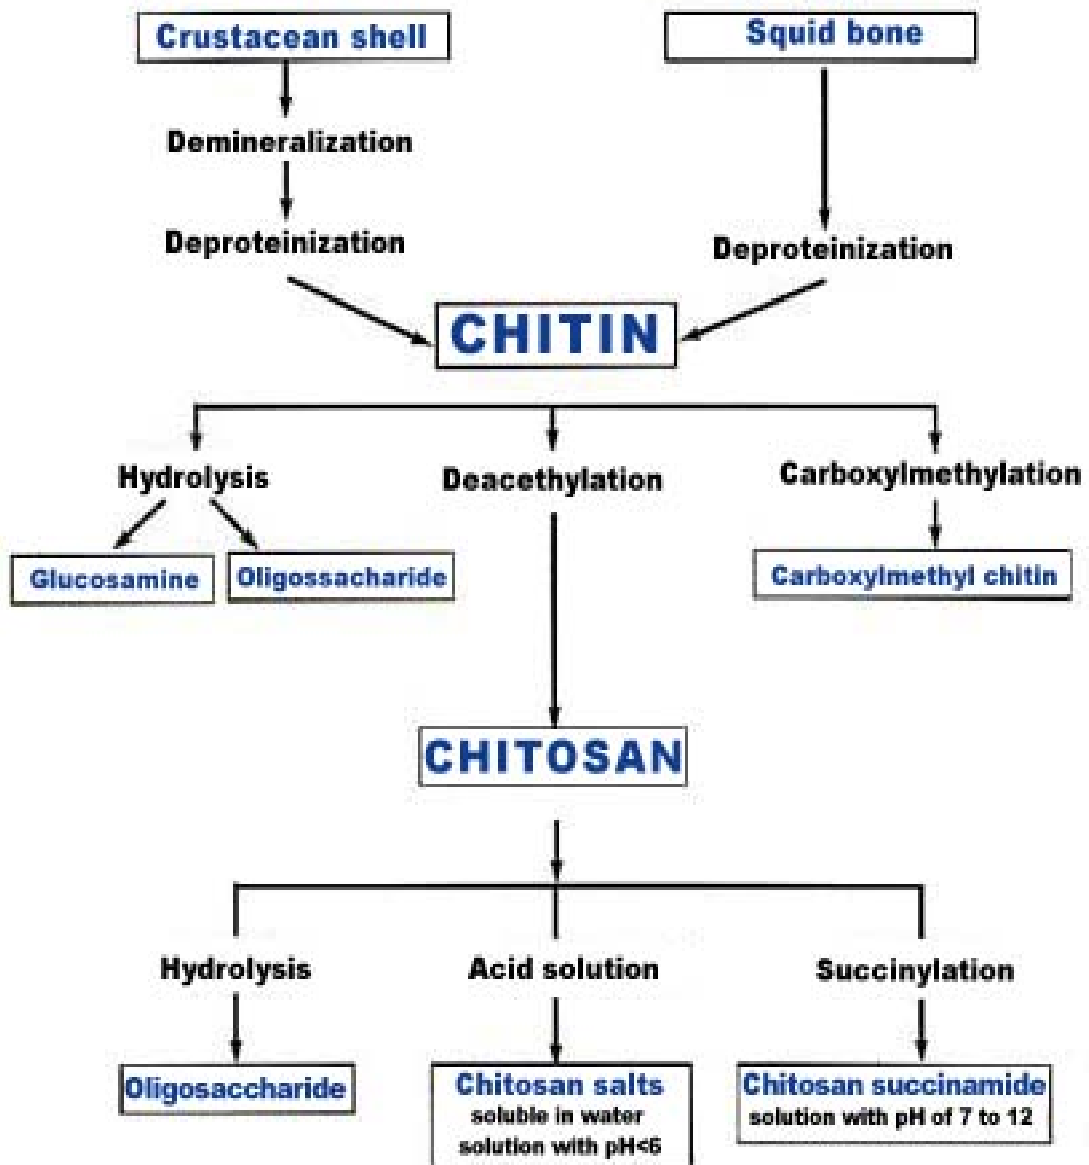 Crustacean shell
Squid bone
Demineralization
Deproteinization
Deproteinization
CHITIN
Hydrolysis
Deacethylation
Carboxylmethylation
Glucosamine
Oligossacharide
Carboxylmethyl chitin
CHITOSAN
Hydrolysis
Acid solution
Succinylation
Oligosaccharide
Chitosan salts
soluble in water
solution with pH<6
Chitosan succinamide
solution with pH of 7 to 12